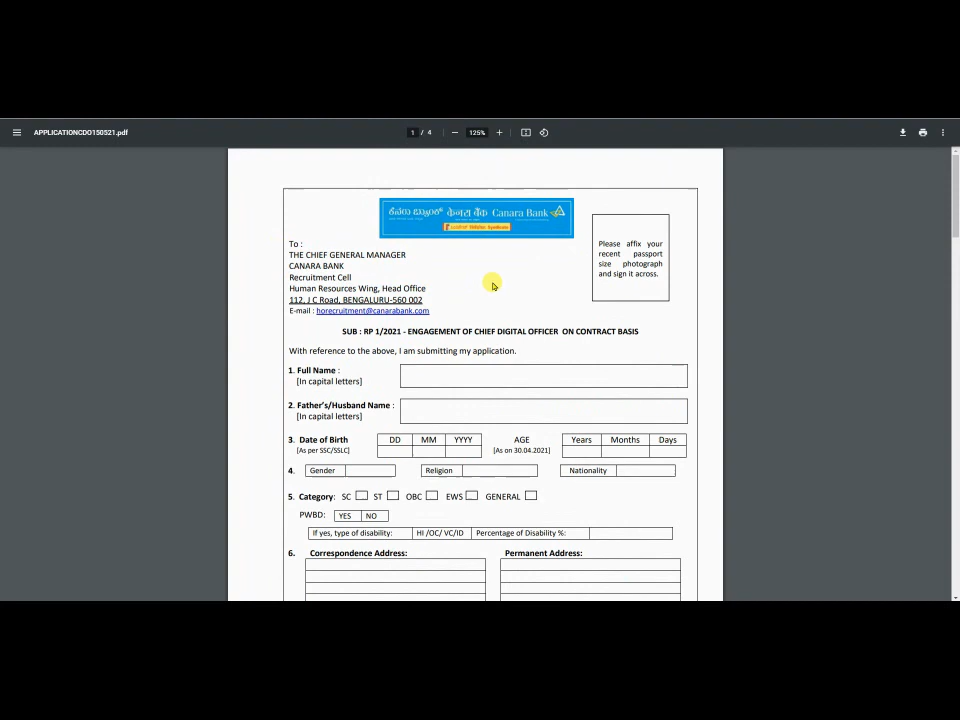 APPLICATIONCDO150521.pdf
1 / 4
125%
ಕೆನರಾ ಬ್ಯಾಂಕ್ केनरा बैंक Canara Bank
Syndicate
To :
THE CHIEF GENERAL MANAGER
CANARA BANK
Recruitment Cell
Human Resources Wing, Head Office
112, J C Road, BENGALURU-560 002
E-mail : horecruitment@canarabank.com
Please affix your
recent passport
size photograph
and sign it across.
SUB : RP 1/2021 - ENGAGEMENT OF CHIEF DIGITAL OFFICER ON CONTRACT BASIS
With reference to the above, I am submitting my application.
1. Full Name :
[In capital letters]
2. Father's/Husband Name :
[In capital letters]
3. Date of Birth DD MM YYYY AGE Years Months Days
[As per SSC/SSLC] [As on 30.04.2021]
4. Gender Religion Nationality
5. Category: SC ST OBC EWS GENERAL
PWBD: YES NO
If yes, type of disability: HI /OC/ VC/ID Percentage of Disability %:
6. Correspondence Address: Permanent Address: